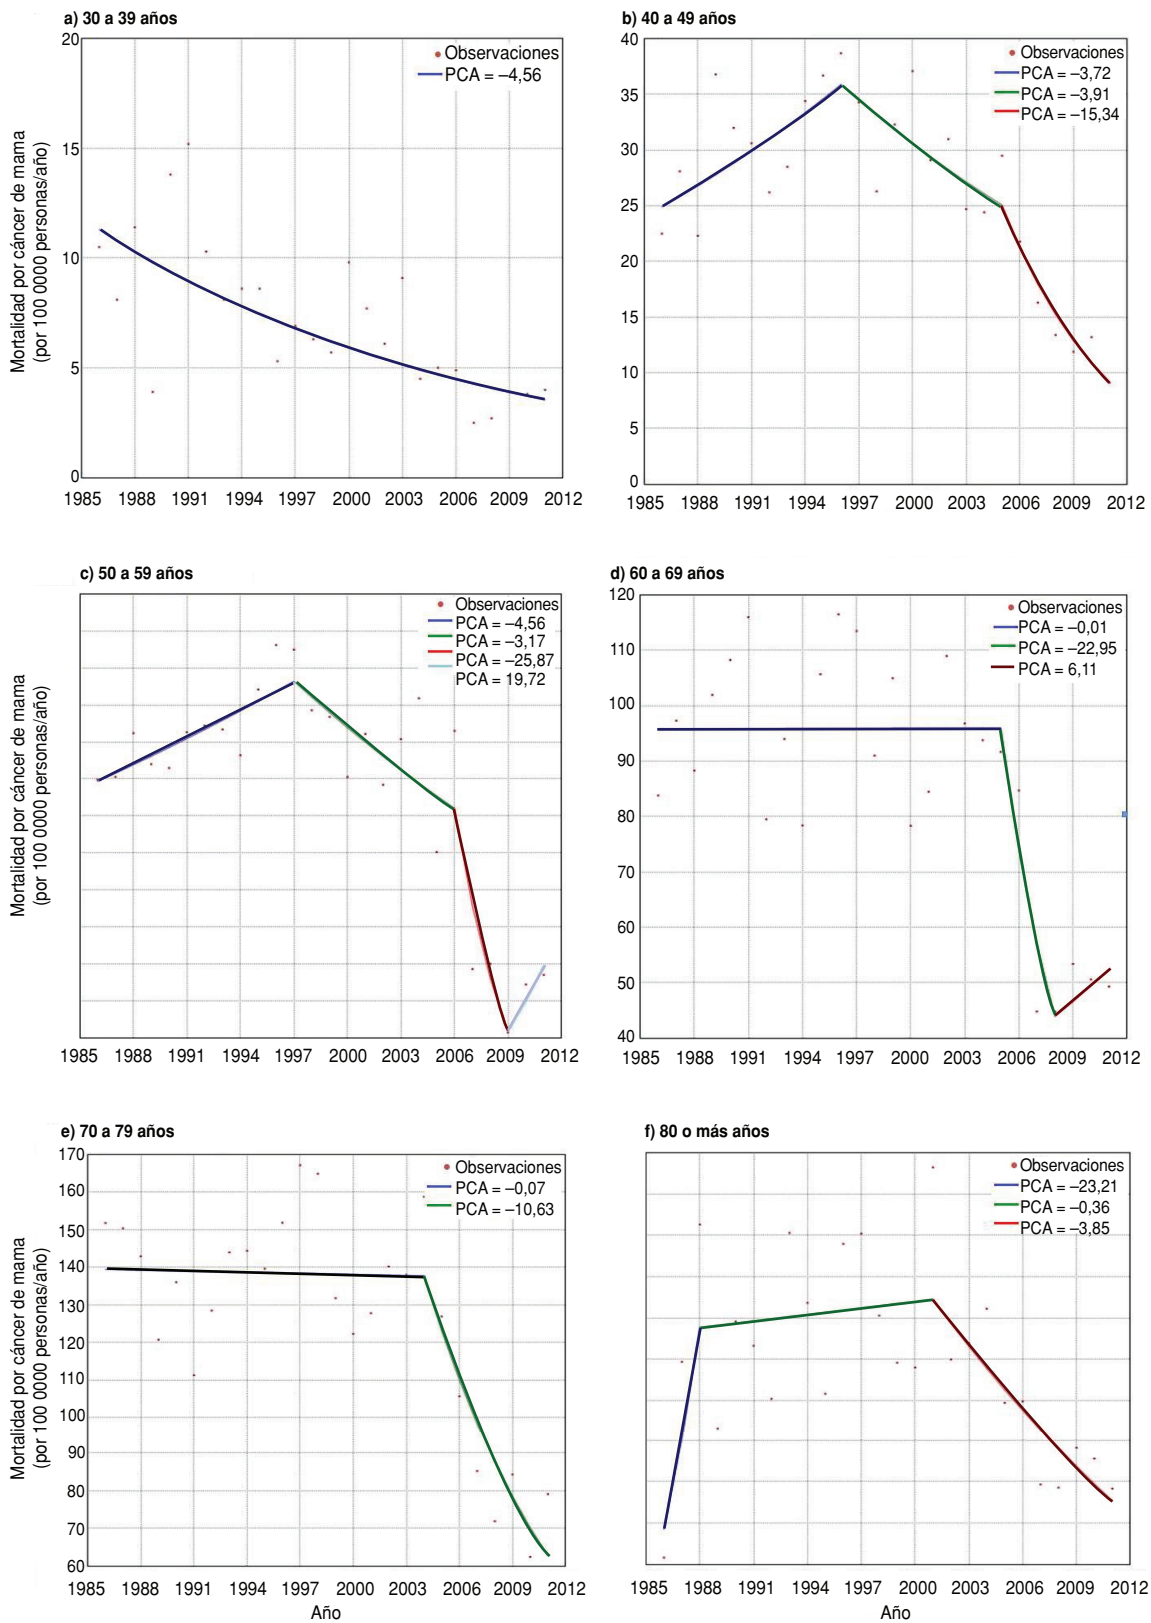 a) 30 a 39 años
Mortalidad por cáncer de mama
(por 100 0000 personas/año)
20
15
10
5
0
Observaciones
PCA = –4,56
1985 1988 1991 1994 1997 2000 2003 2006 2009 2012
b) 40 a 49 años
40
35
30
25
20
15
10
5
0
Observaciones
PCA = –3,72
PCA = –3,91
PCA = –15,34
1985 1988 1991 1994 1997 2000 2003 2006 2009 2012
c) 50 a 59 años
Mortalidad por cáncer de mama
(por 100 0000 personas/año)
Observaciones
PCA = –4,56
PCA = –3,17
PCA = –25,87
PCA = 19,72
1985 1988 1991 1994 1997 2000 2003 2006 2009 2012
d) 60 a 69 años
120
110
100
90
80
70
60
50
40
Observaciones
PCA = –0,01
PCA = –22,95
PCA = 6,11
1985 1988 1991 1994 1997 2000 2003 2006 2009 2012
e) 70 a 79 años
Mortalidad por cáncer de mama
(por 100 0000 personas/año)
170
160
150
140
130
120
110
100
90
80
70
60
Observaciones
PCA = –0,07
PCA = –10,63
1985 1988 1991 1994 1997 2000 2003 2006 2009 2012
Año
f) 80 o más años
Observaciones
PCA = –23,21
PCA = –0,36
PCA = –3,85
1985 1988 1991 1994 1997 2000 2003 2006 2009 2012
Año